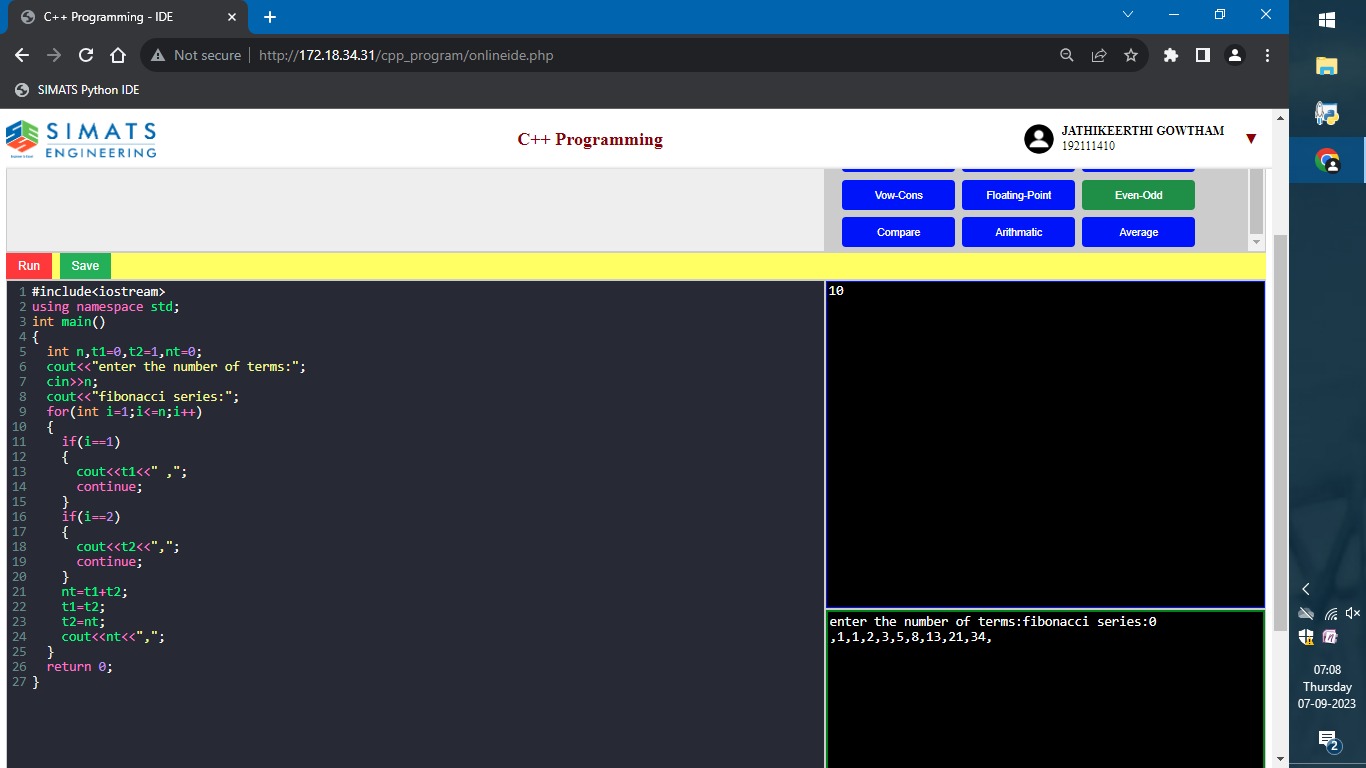 C++ Programming - IDE
Not secure
http://172.18.34.31/cpp_program/onlineide.php
SIMATS Python IDE
SIMATS
ENGINEERING
C++ Programming
JATHIKEERTHI GOWTHAM
192111410
Vow-Cons Floating-Point Even-Odd
Compare Arithmatic Average
Run Save
1 #include<iostream>
2 using namespace std;
3 int main()
4 {
5 int n,t1=0,t2=1,nt=0;
6 cout<<"enter the number of terms:";
7 cin>>n;
8 cout<<"fibonacci series:";
9 for(int i=1;i<=n;i++)
10 {
11 if(i==1)
12 {
13 cout<<t1<<" ,";
14 continue;
15 }
16 if(i==2)
17 {
18 cout<<t2<<",";
19 continue;
20 }
21 nt=t1+t2;
22 t1=t2;
23 t2=nt;
24 cout<<nt<<",";
25 }
26 return 0;
27 }
10
enter the number of terms:fibonacci series:0
,1,1,2,3,5,8,13,21,34,
07:08
Thursday
07-09-2023
2